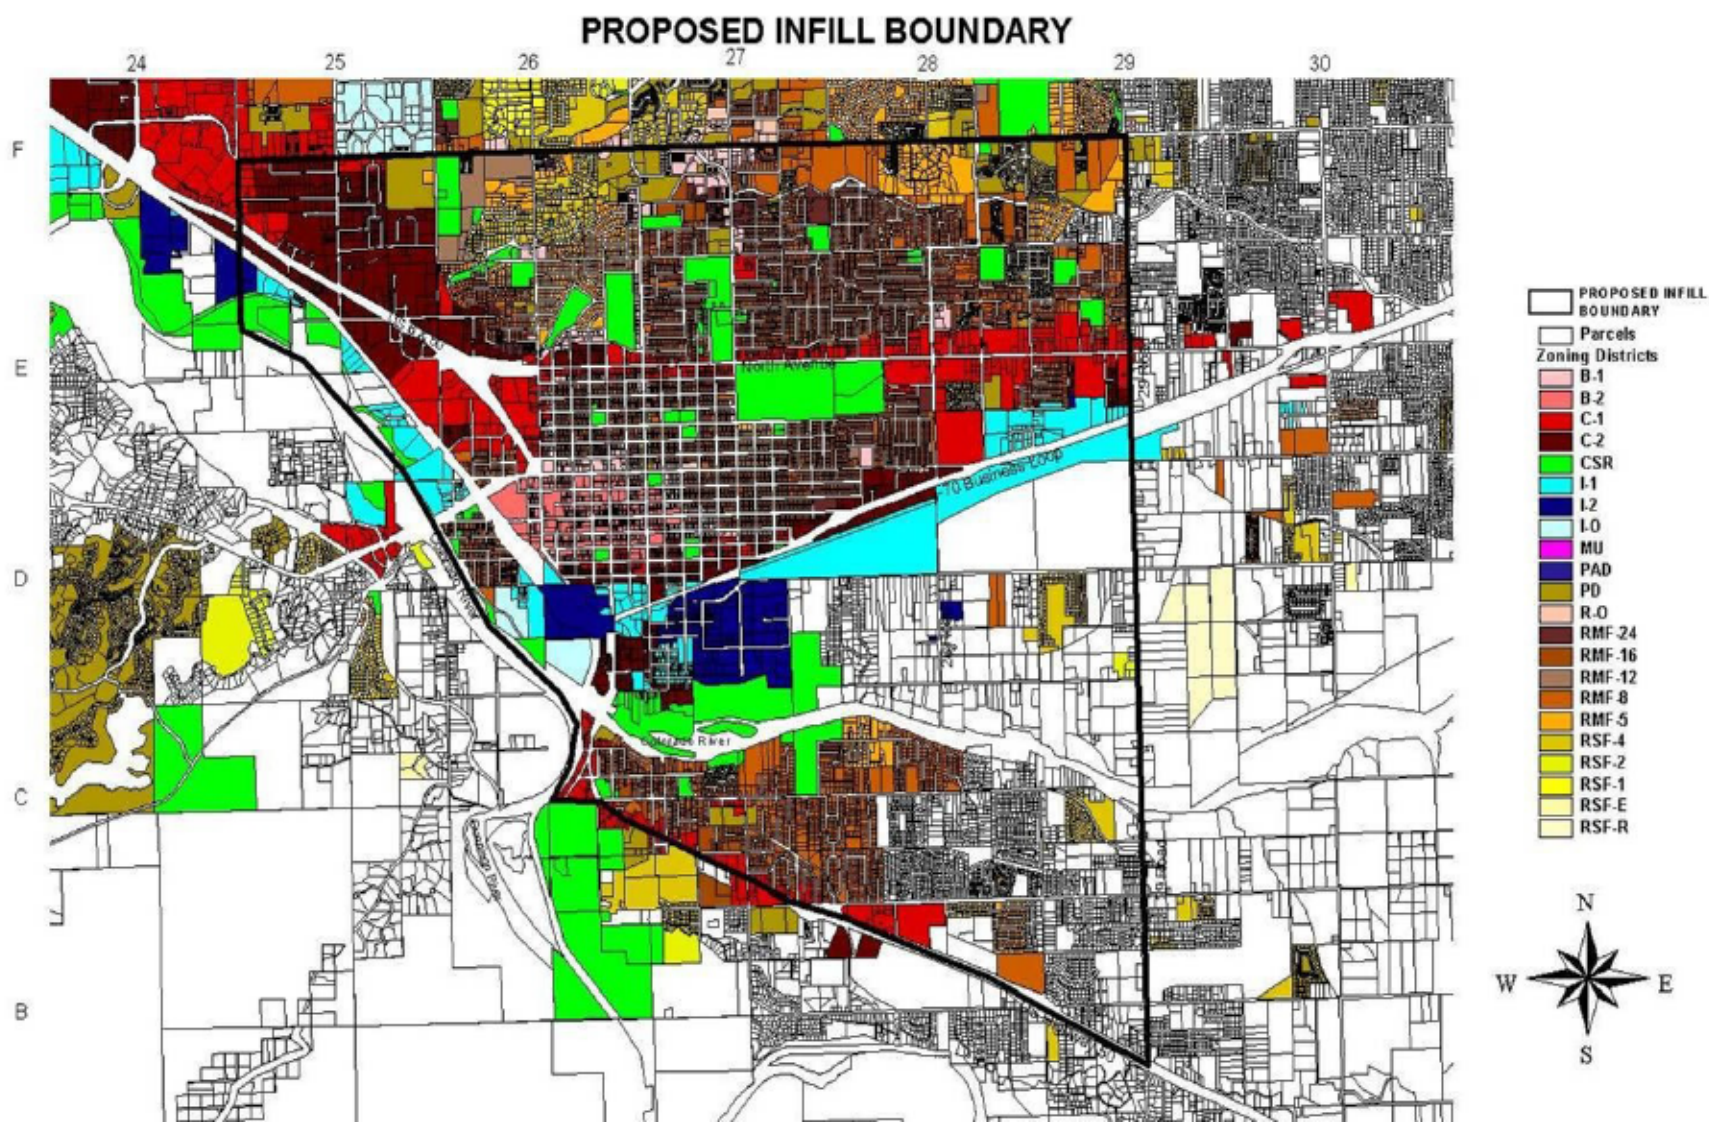 PROPOSED INFILL BOUNDARY
24 25 26 27 28 29 30
F
E
D
C
B
North Avenue
-70 Business Loop
Colorado River
PROPOSED INFILL
BOUNDARY
Parcels
Zoning Districts
B-1
B-2
C-1
C-2
CSR
I-1
I-2
I-O
MU
PAD
PD
R-O
RMF-24
RMF-16
RMF-12
RMF-8
RMF-5
RSF-4
RSF-2
RSF-1
RSF-E
RSF-R
N
W E
S